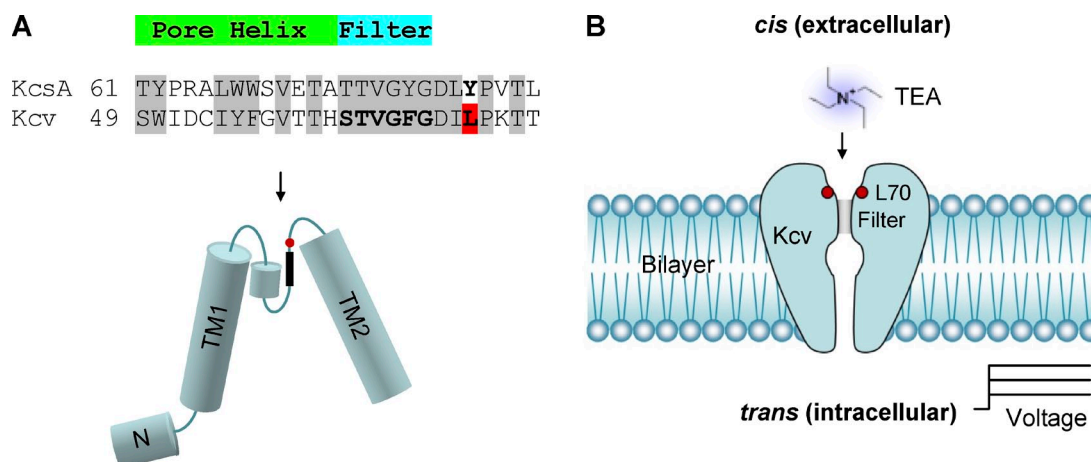 A
Pore Helix Filter
KcsA 61 TYPRALWWSVETATTVGYGDLYPVTL
Kcv 49 SWIDCIYFGVTTHSTVGFGDILPKTT
TM1
TM2
N
B
cis (extracellular)
N+
TEA
L70
Filter
Kcv
Bilayer
trans (intracellular)
Voltage